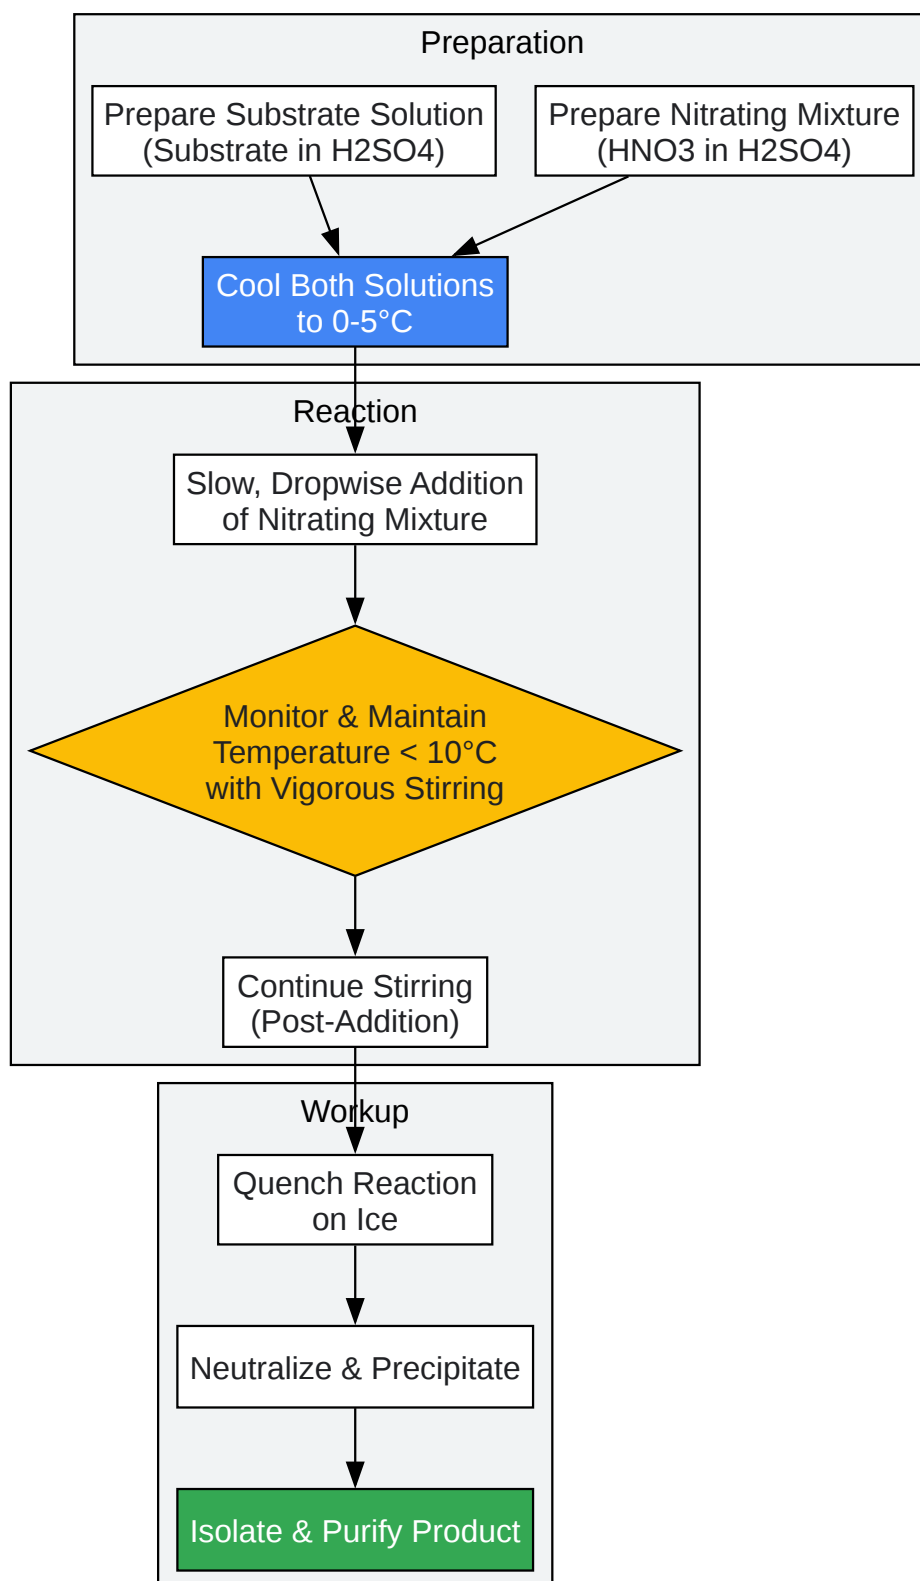 Preparation
Prepare Substrate Solution
(Substrate in H2SO4)
Prepare Nitrating Mixture
(HNO3 in H2SO4)
Cool Both Solutions
to 0-5°C
Reaction
Slow, Dropwise Addition
of Nitrating Mixture
Monitor & Maintain
Temperature < 10°C
with Vigorous Stirring
Continue Stirring
(Post-Addition)
Workup
Quench Reaction
on Ice
Neutralize & Precipitate
Isolate & Purify Product